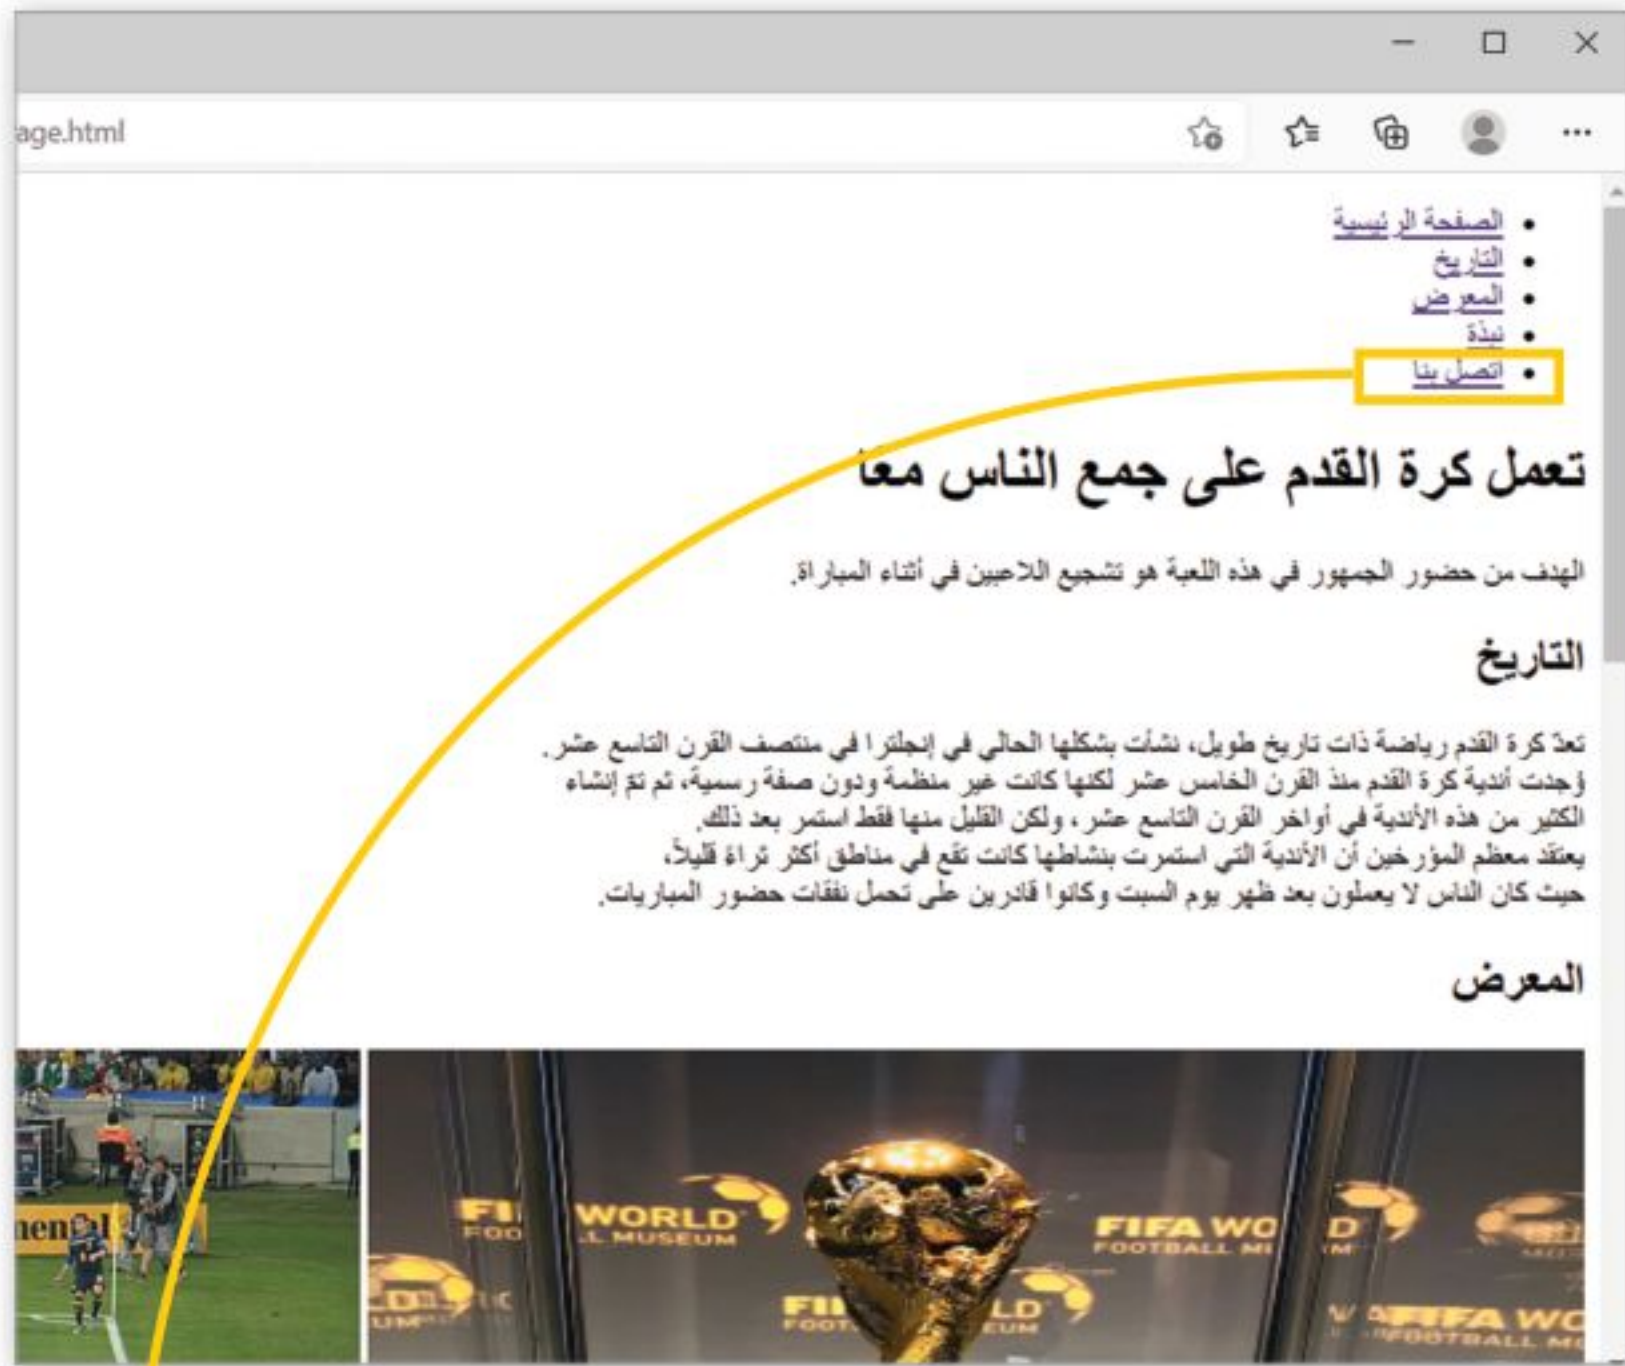 age.html
الصفحة الرئيسية
التاريخ
المعرض
نبذة
اتصل بنا
تعمل كرة القدم على جمع الناس معًا
الهدف من حضور الجمهور في هذه اللعبة هو تشجيع اللاعبين في أثناء المباراة.
التاريخ
تعدّ كرة القدم رياضة ذات تاريخ طويل، نشأت بشكلها الحالي في إنجلترا في منتصف القرن التاسع عشر.
وُجدت أندية كرة القدم منذ القرن الخامس عشر لكنها كانت غير منظمة ودون صفة رسمية، ثم تمّ إنشاء
الكثير من هذه الأندية في أواخر القرن التاسع عشر، ولكن القليل منها فقط استمر بعد ذلك.
يعتقد معظم المؤرخين أن الأندية التي استمرت بنشاطها كانت تقع في مناطق أكثر ثراءً قليلاً،
حيث كان الناس لا يعملون بعد ظهر يوم السبت وكانوا قادرين على تحمل نفقات حضور المباريات.
المعرض
WORLD
FIFA WO
FOOTBALL
FIFA WO
FOOTBALL